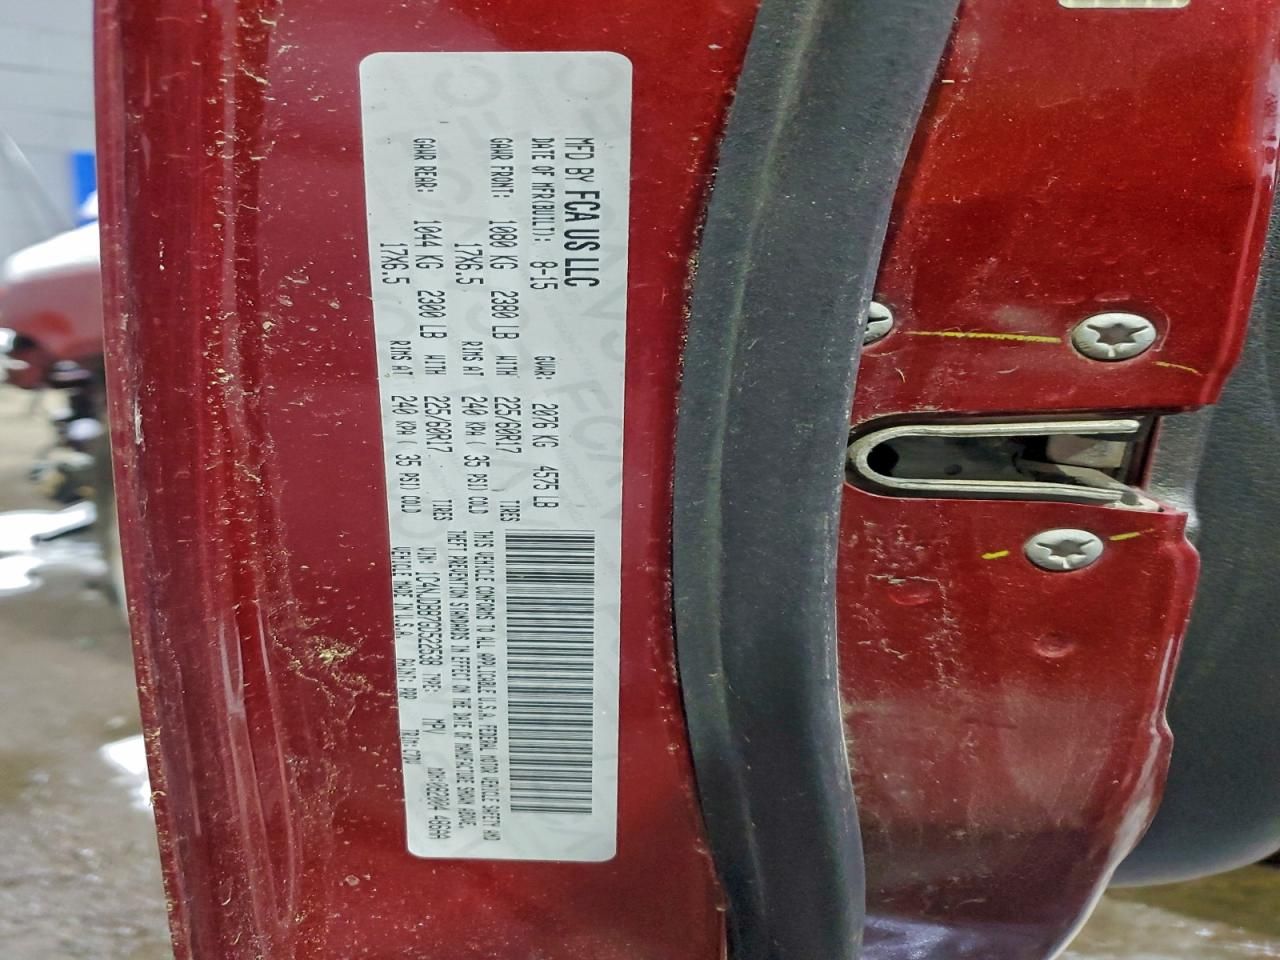 MFD BY FCA US LLC
DATE OF MFR(BUILT): 8-15 GVWR: 2076 KG 4575 LB
GAWR FRONT: 1080 KG 2380 LB WITH 225/60R17 TIRES
17X6.5 RIMS AT 240 KPA ( 35 PSI) COLD
GAWR REAR: 1044 KG 2300 LB WITH 225/60R17 TIRES
17X6.5 RIMS AT 240 KPA ( 35 PSI) COLD
THIS VEHICLE CONFORMS TO ALL APPLICABLE U.S.A. FEDERAL MOTOR VEHICLE SAFETY AND
THEFT PREVENTION STANDARDS IN EFFECT ON THE DATE OF MANUFACTURE SHOWN ABOVE.
VIN: 1C4NJDBB7GD522538 TYPE: MPV
VEHICLE MADE IN U.S.A. PAINT: TRIM: